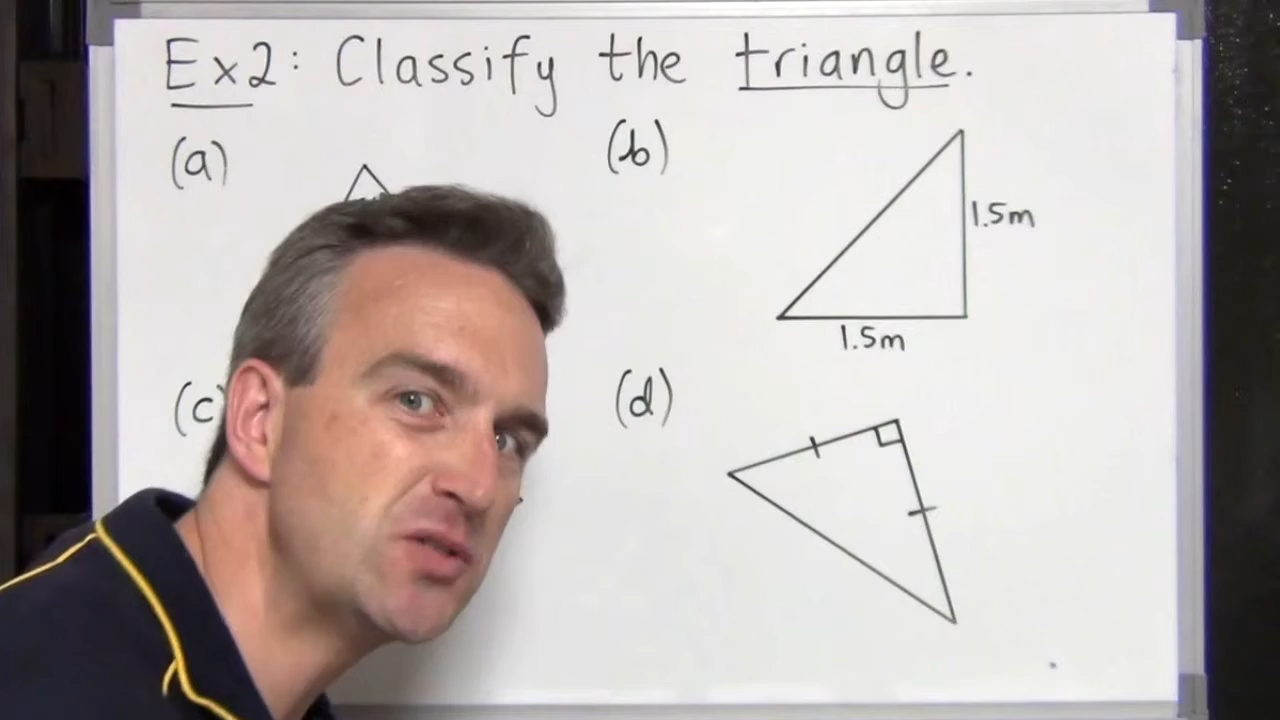 Ex2: Classify the triangle.
(a)
(b)
1.5m
1.5m
(c
(d)